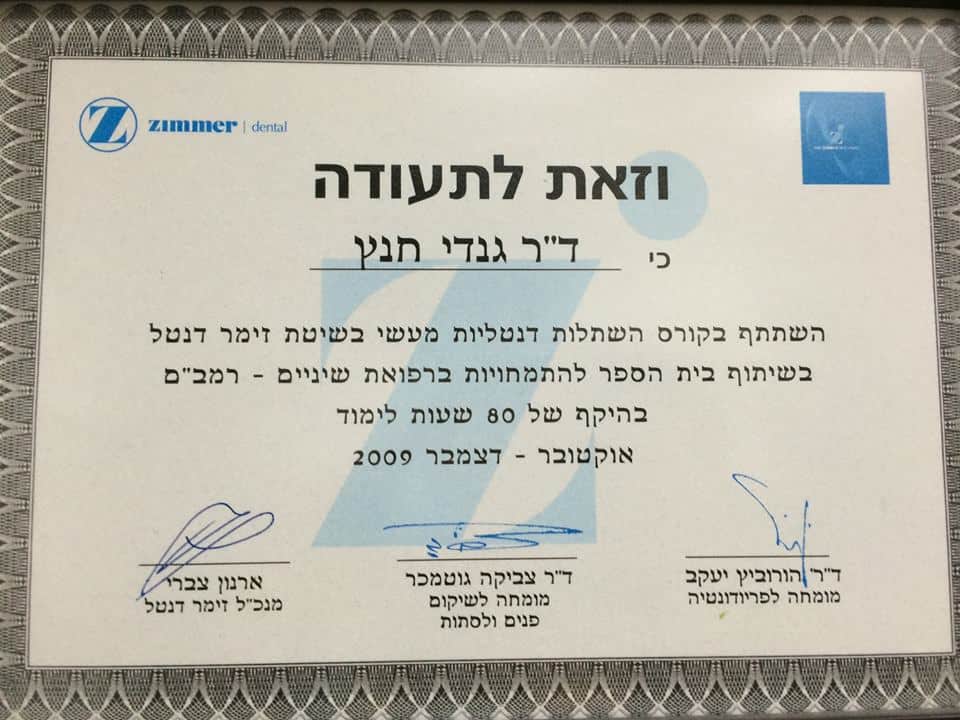 zimmer | dental
וזאת לתעודה
כי ד"ר גנדי חנץ
השתתף בקורס השתלות דנטליות מעשי בשיטת זימר דנטל
בשיתוף בית הספר להתמחויות ברפואת שיניים - רמב"ם
בהיקף של 80 שעות לימוד
אוקטובר - דצמבר 2009
ד"ר הורוביץ יעקב
מומחה לפריודונטיה
ד"ר צביקה גוטמכר
מומחה לשיקום
פנים ולסתות
ארנון צברי
מנכ"ל זימר דנטל